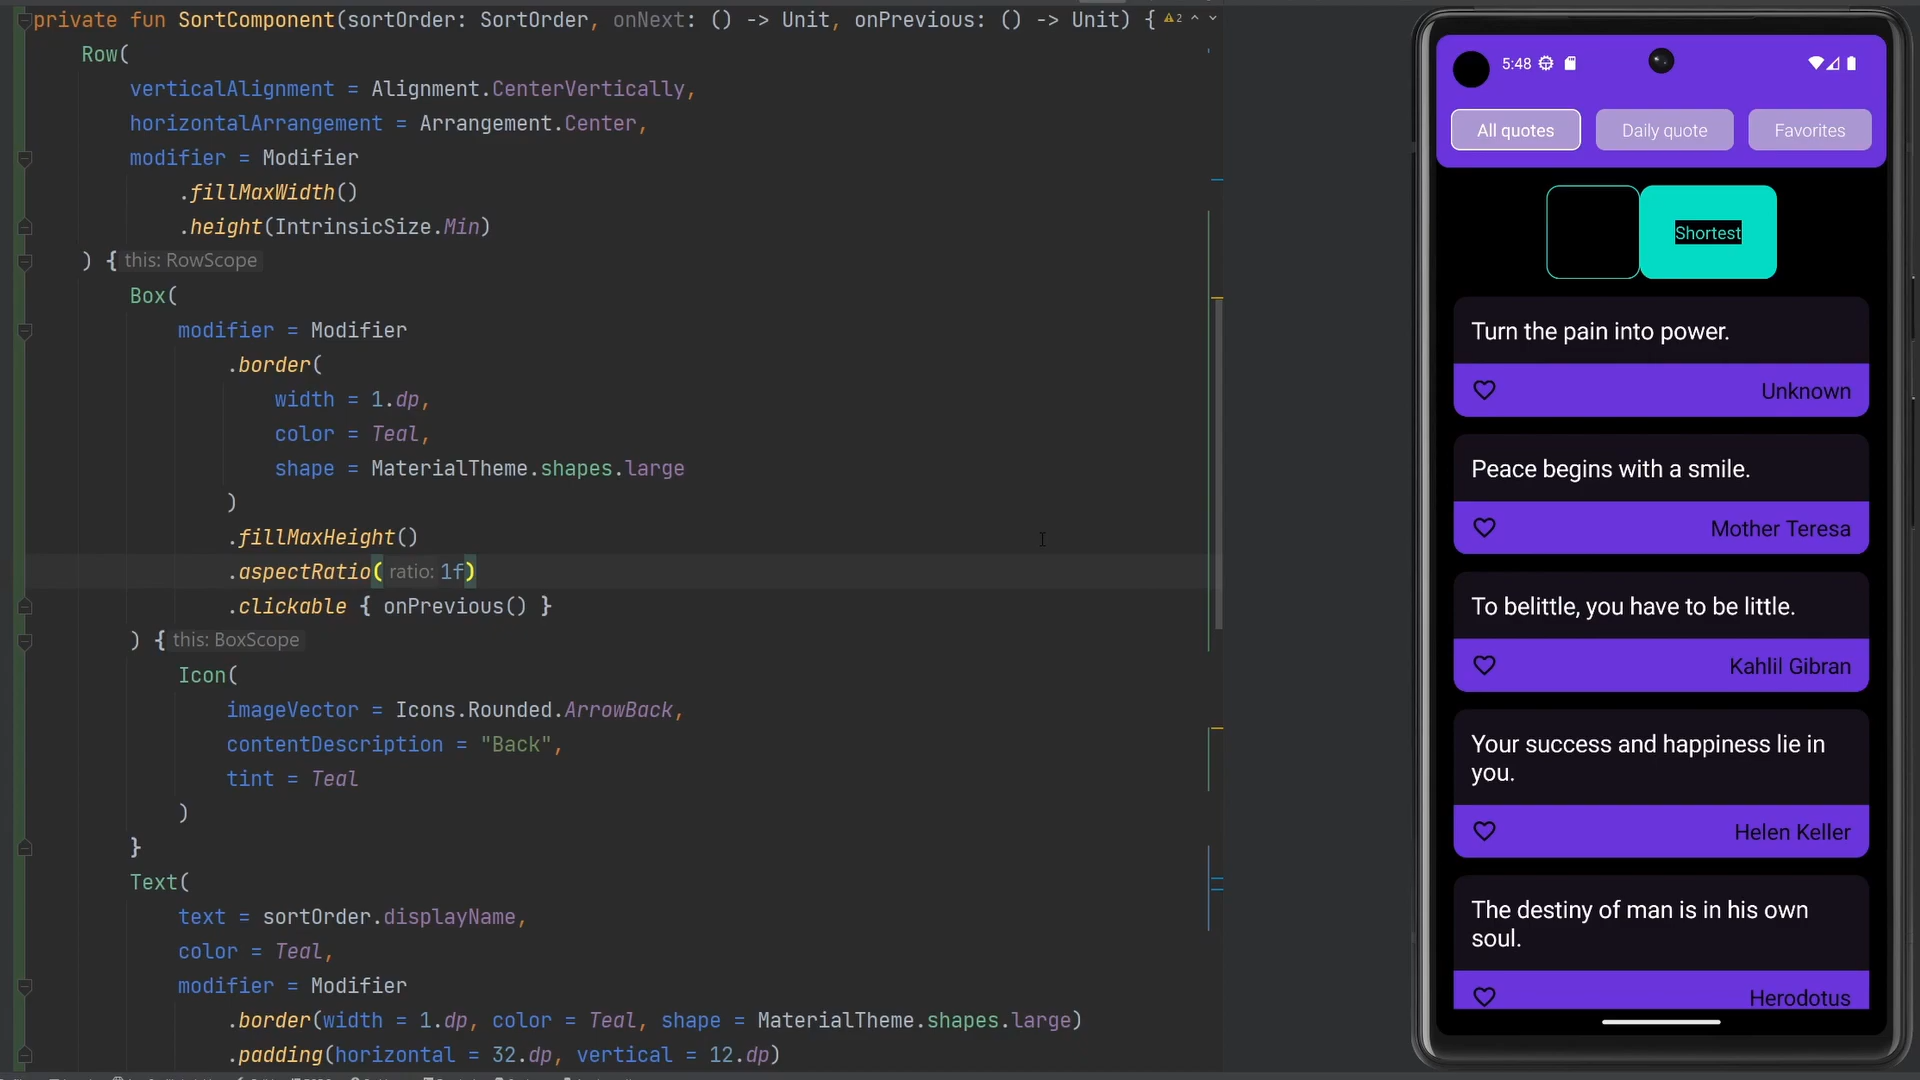 private fun SortComponent(sortOrder: SortOrder, onNext: () -> Unit, onPrevious: () -> Unit) { 2
Row(
verticalAlignment = Alignment.CenterVertically,
horizontalArrangement = Arrangement.Center,
modifier = Modifier
.fillMaxWidth()
.height(IntrinsicSize.Min)
) { this: RowScope
Box(
modifier = Modifier
.border(
width = 1.dp,
color = Teal,
shape = MaterialTheme.shapes.large
)
.fillMaxHeight()
.aspectRatio( ratio: 1f)
.clickable { onPrevious() }
) { this: BoxScope
Icon(
imageVector = Icons.Rounded.ArrowBack,
contentDescription = "Back",
tint = Teal
)
}
Text(
text = sortOrder.displayName,
color = Teal,
modifier = Modifier
.border(width = 1.dp, color = Teal, shape = MaterialTheme.shapes.large)
.padding(horizontal = 32.dp, vertical = 12.dp)
5:48
All quotes Daily quote Favorites
Shortest
Turn the pain into power.
Unknown
Peace begins with a smile.
Mother Teresa
To belittle, you have to be little.
Kahlil Gibran
Your success and happiness lie in
you.
Helen Keller
The destiny of man is in his own
soul.
Herodotus